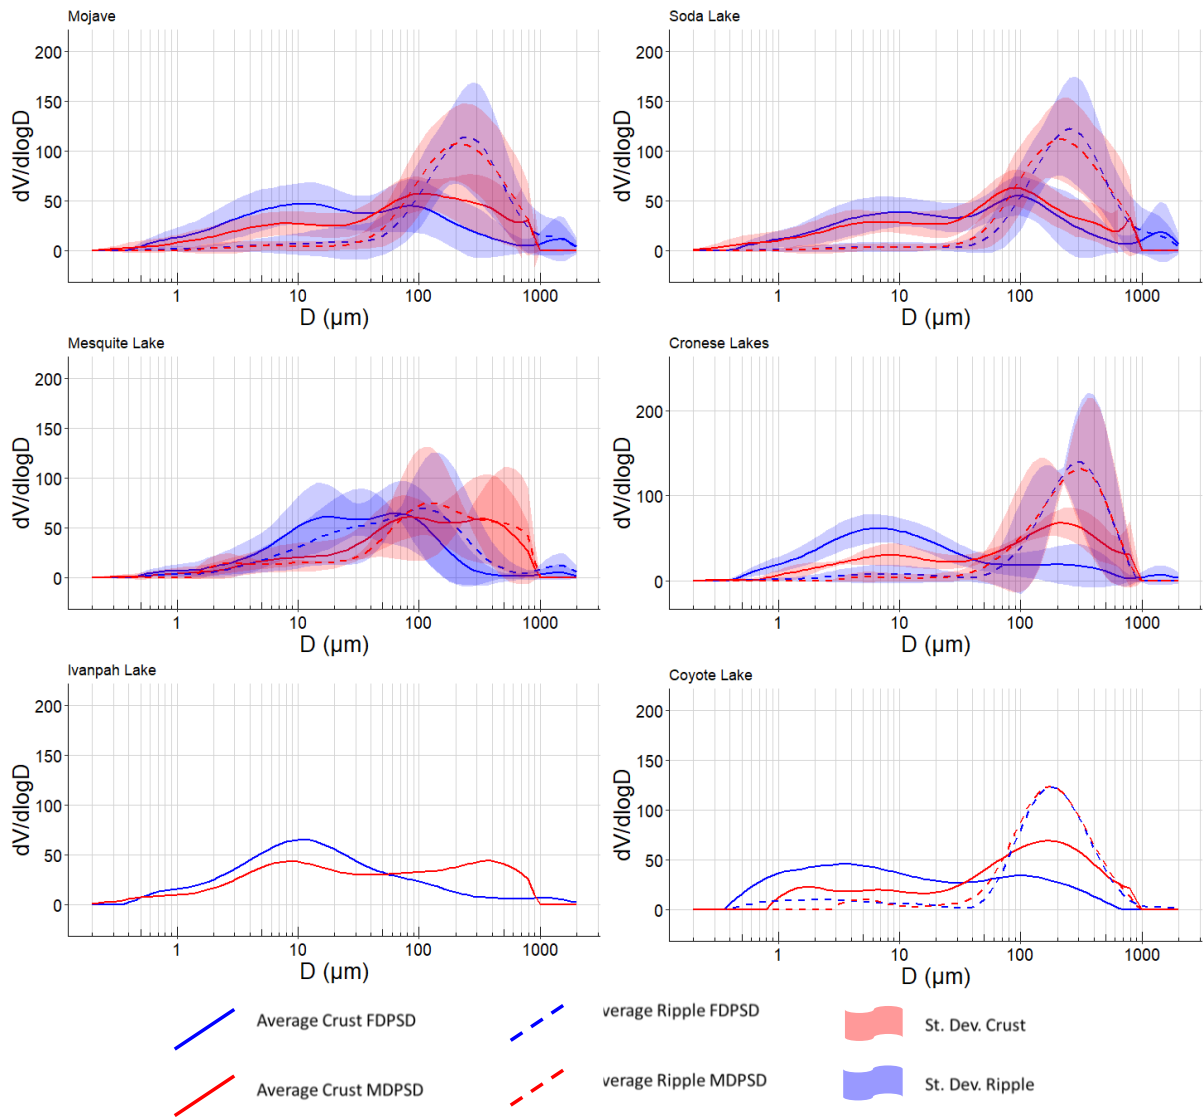 Mojave
Soda Lake
200
150
100
50
0
dV/dlogD
1
10
100
1000
D (µm)
200
150
100
50
0
dV/dlogD
1
10
100
1000
D (µm)
Mesquite Lake
Cronese Lakes
200
150
100
50
0
dV/dlogD
1
10
100
1000
D (µm)
200
100
0
dV/dlogD
1
10
100
1000
D (µm)
Ivanpah Lake
Coyote Lake
200
150
100
50
0
dV/dlogD
1
10
100
1000
D (µm)
200
150
100
50
0
dV/dlogD
1
10
100
1000
D (µm)
Average Crust FDPSD
verage Ripple FDPSD
St. Dev. Crust
Average Crust MDPSD
verage Ripple MDPSD
St. Dev. Ripple